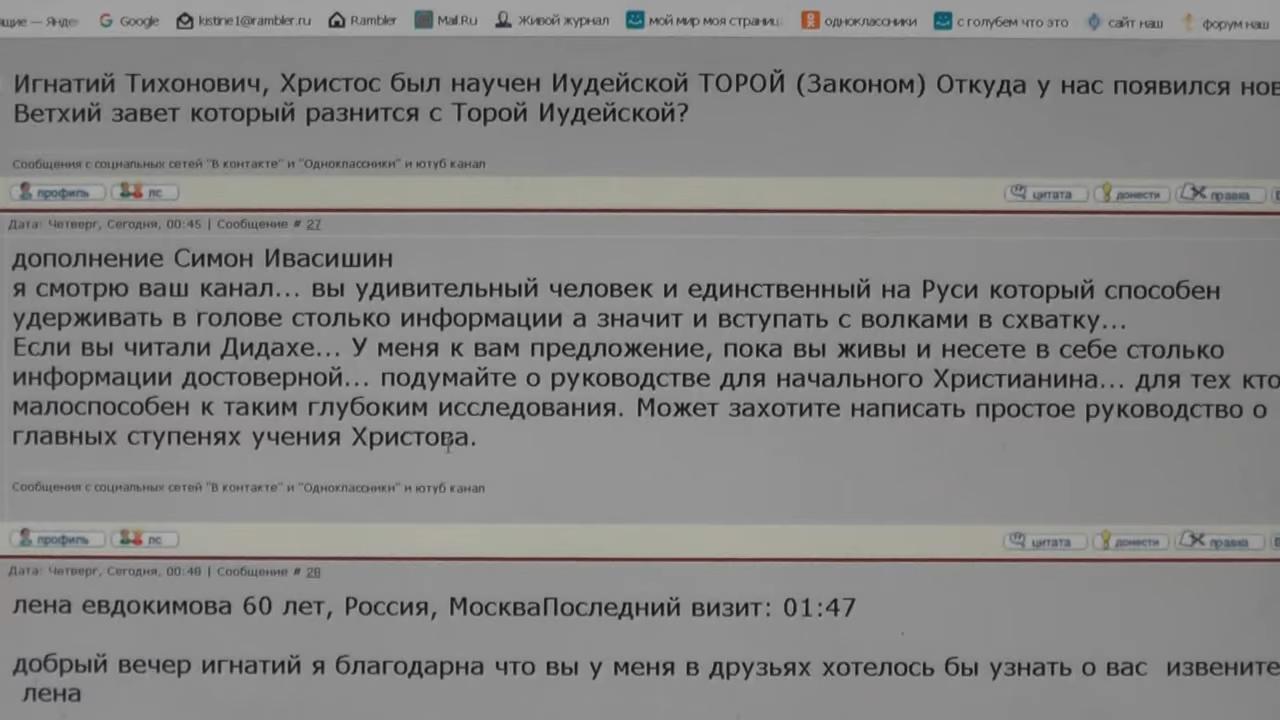 ящие — Янде Google kistine1@rambler.ru Rambler Mail.Ru Живой журнал мой мир моя страниц одноклассники с голубем что это сайт наш форум наш
Игнатий Тихонович, Христос был научен Иудейской ТОРОЙ (Законом) Откуда у нас появился нов
Ветхий завет который разнится с Торой Иудейской?
Сообщения с социальных сетей "В контакте" и "Одноклассники" и ютуб канал
профиль лс цитата донести правка
Дата: Четверг, Сегодня, 00:45 | Сообщение # 27
дополнение Симон Ивасишин
я смотрю ваш канал... вы удивительный человек и единственный на Руси который способен
удерживать в голове столько информации а значит и вступать с волками в схватку...
Если вы читали Дидахе... У меня к вам предложение, пока вы живы и несете в себе столько
информации достоверной... подумайте о руководстве для начального Христианина... для тех кто
малоспособен к таким глубоким исследования. Может захотите написать простое руководство о
главных ступенях учения Христова.
Сообщения с социальных сетей "В контакте" и "Одноклассники" и ютуб канал
профиль лс цитата донести правка
Дата: Четверг, Сегодня, 00:48 | Сообщение # 28
лена евдокимова 60 лет, Россия, МоскваПоследний визит: 01:47
добрый вечер игнатий я благодарна что вы у меня в друзьях хотелось бы узнать о вас извените
лена